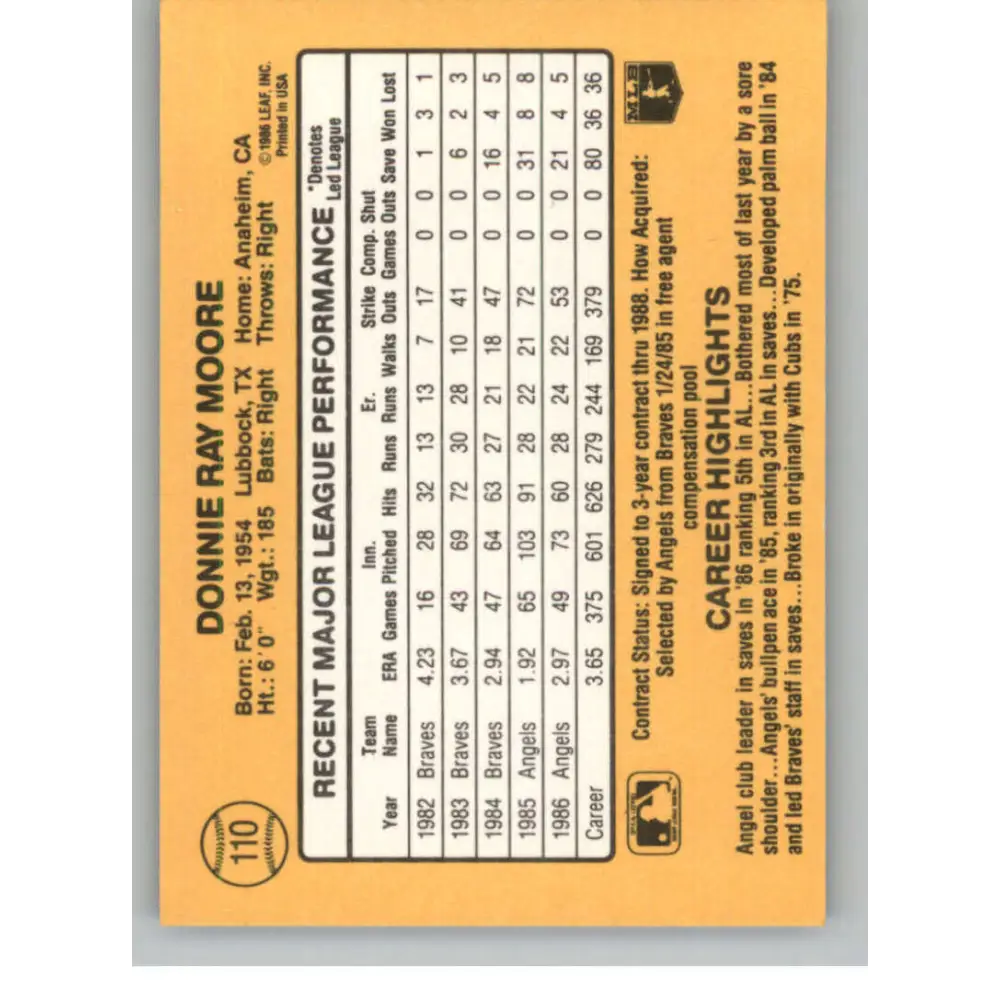 110
DONNIE RAY MOORE
Born: Feb. 13, 1954 Lubbock, TX Home: Anaheim, CA
Ht.: 6'0" Wgt.: 185 Bats: Right Throws: Right
©1986 LEAF, INC.
Printed in USA
RECENT MAJOR LEAGUE PERFORMANCE *Denotes Led League
Year Team Name ERA Games Inn. Pitched Hits Runs Er. Runs Walks Strike Outs Comp. Games Shut Outs Save Won Lost
1982 Braves 4.23 16 28 32 13 13 7 17 0 0 1 3 1
1983 Braves 3.67 43 69 72 30 28 10 41 0 0 6 2 3
1984 Braves 2.94 47 64 63 27 21 18 47 0 0 16 4 5
1985 Angels 1.92 65 103 91 28 22 21 72 0 0 31 8 8
1986 Angels 2.97 49 73 60 28 24 22 53 0 0 21 4 5
Career 3.65 375 601 626 279 244 169 379 0 0 80 36 36
Contract Status: Signed to 3-year contract thru 1988. How Acquired:
Selected by Angels from Braves 1/24/85 in free agent
compensation pool
MLB
CAREER HIGHLIGHTS
Angel club leader in saves in '86 ranking 5th in AL...Bothered most of last year by a sore
shoulder...Angels' bullpen ace in '85, ranking 3rd in AL in saves...Developed palm ball in '84
and led Braves' staff in saves...Broke in originally with Cubs in '75.